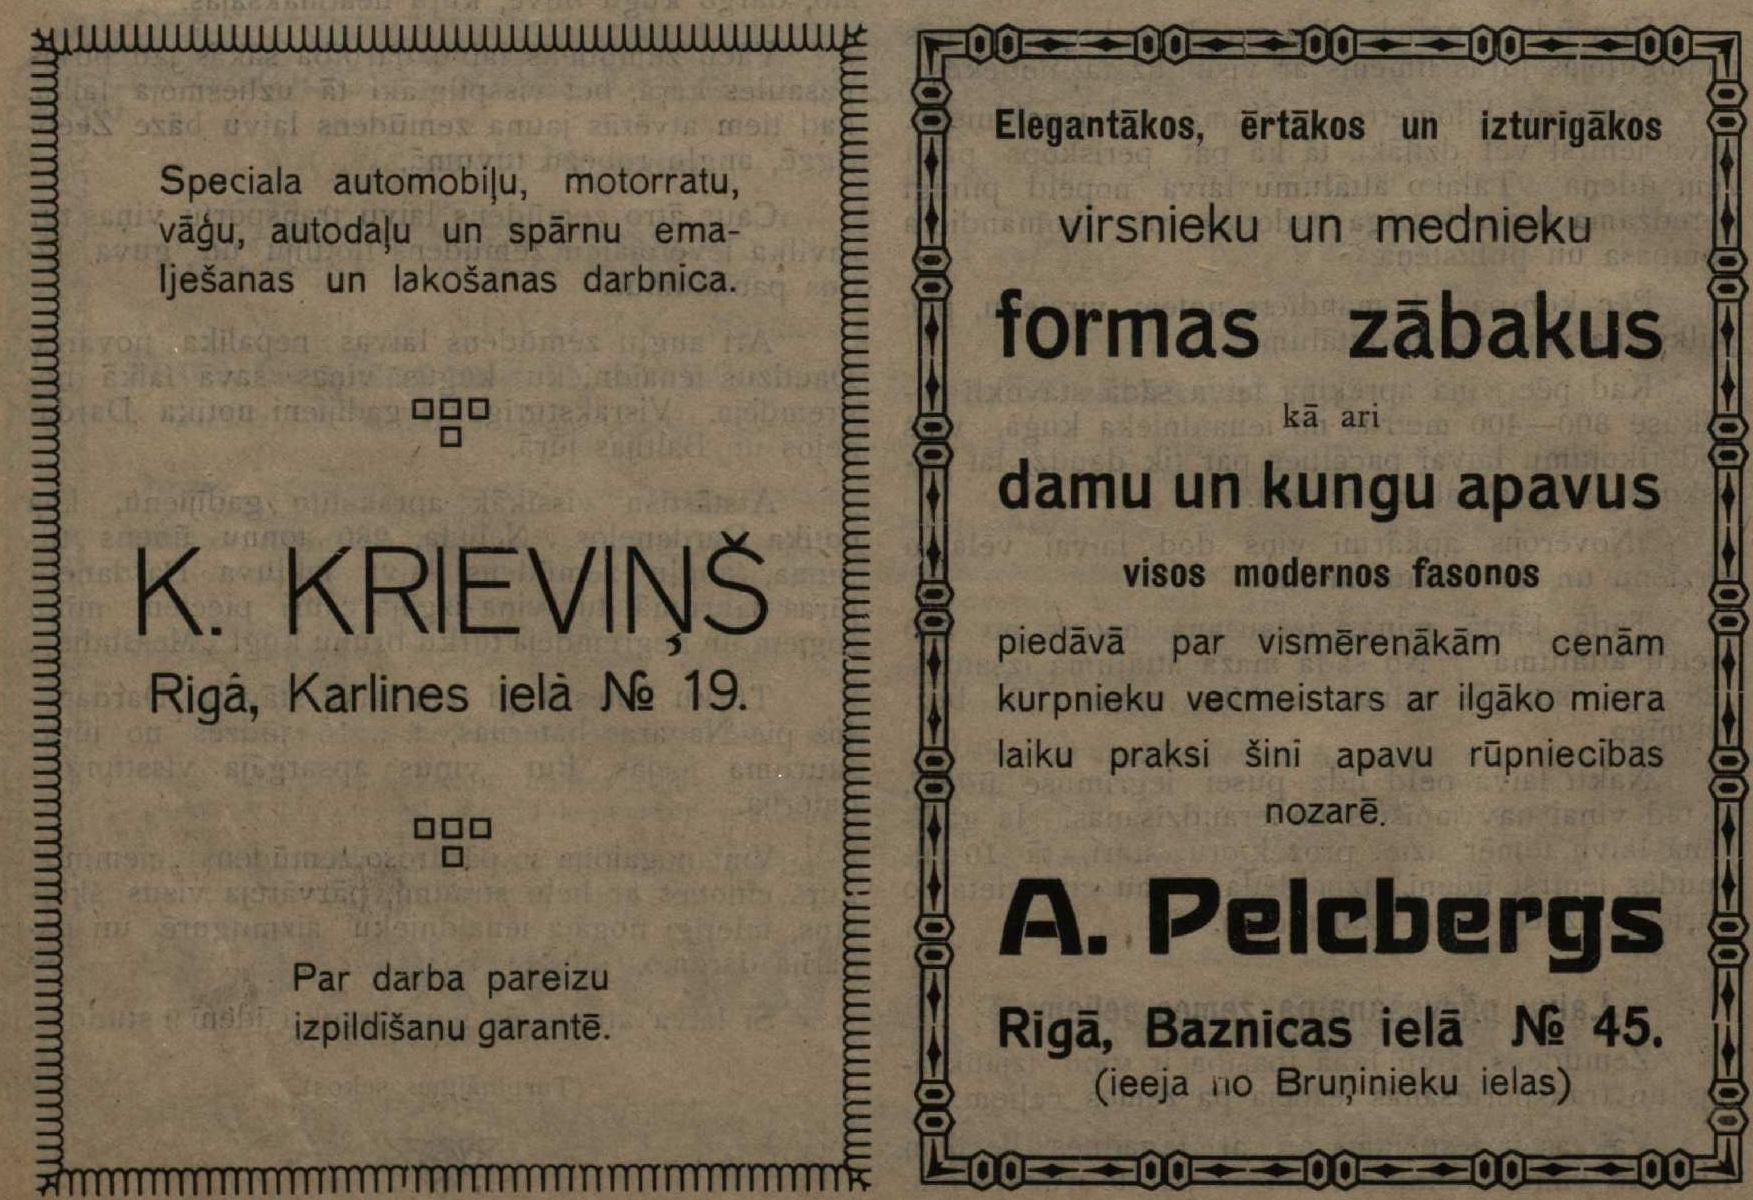 Speciala automobiļu, motorratu,
vāģu, autodaļu un spārnu ema-
lješanas un lakošanas darbnica.
K. KRIEVIŅŠ
Rigā, Karlines ielā № 19.
Par darba pareizu
izpildīšanu garantē.
Elegantākos, ērtākos un izturigākos
virsnieku un mednieku
formas zābakus
kā ari
damu un kungu apavus
visos modernos fasonos
piedāvā par vismērenākām cenām
kurpnieku vecmeistars ar ilgāko miera
laiku praksi šini apavu rūpniecibas
nozarē.
A. Pelcbergs
Rigā, Baznicas ielā № 45.
(ieeja no Bruņinieku ielas)